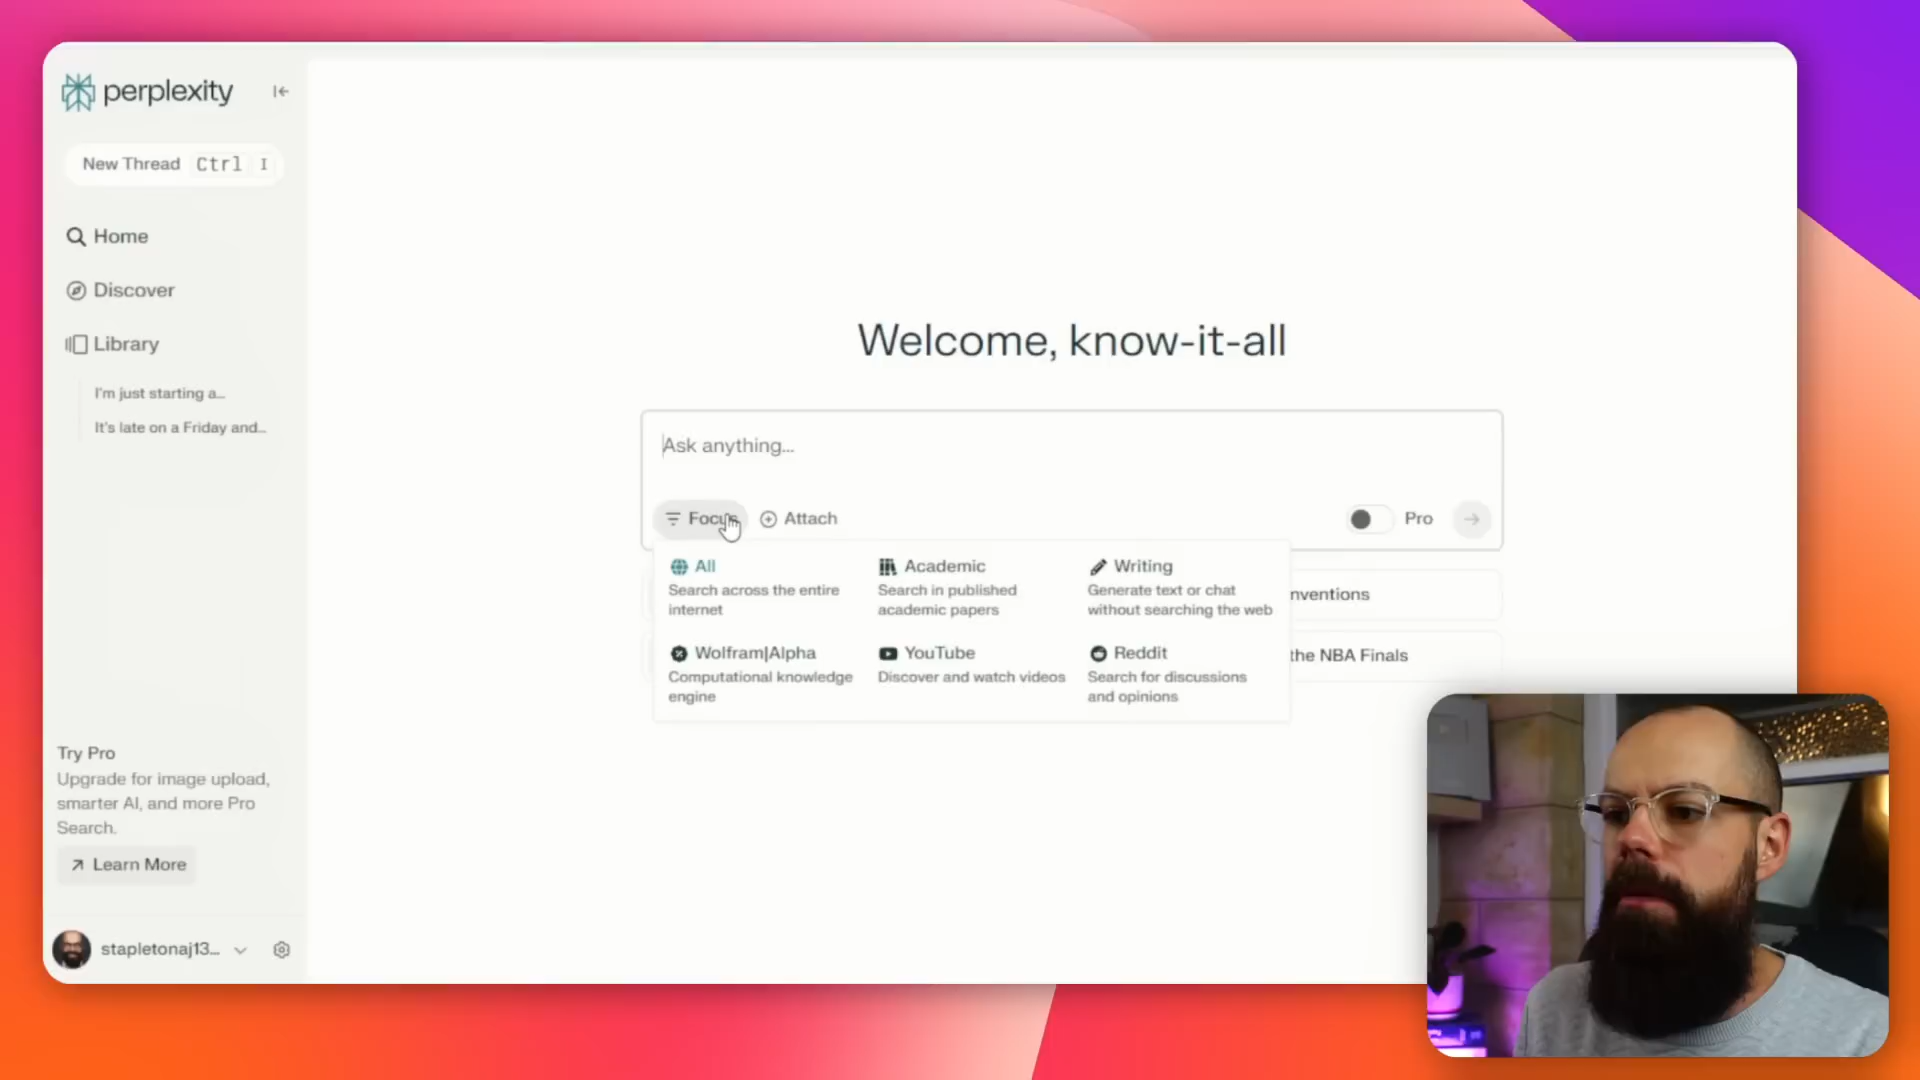 perplexity
New Thread Ctrl I
Home
Discover
Library
I'm just starting a...
It's late on a Friday and...
Try Pro
Upgrade for image upload,
smarter AI, and more Pro
Search.
Learn More
stapletonaj13...
Welcome, know-it-all
Ask anything...
Focus
Attach
Pro
All
Search across the entire
internet
Academic
Search in published
academic papers
Writing
Generate text or chat
without searching the web
nventions
Wolfram|Alpha
Computational knowledge
engine
YouTube
Discover and watch videos
Reddit
Search for discussions
and opinions
the NBA Finals